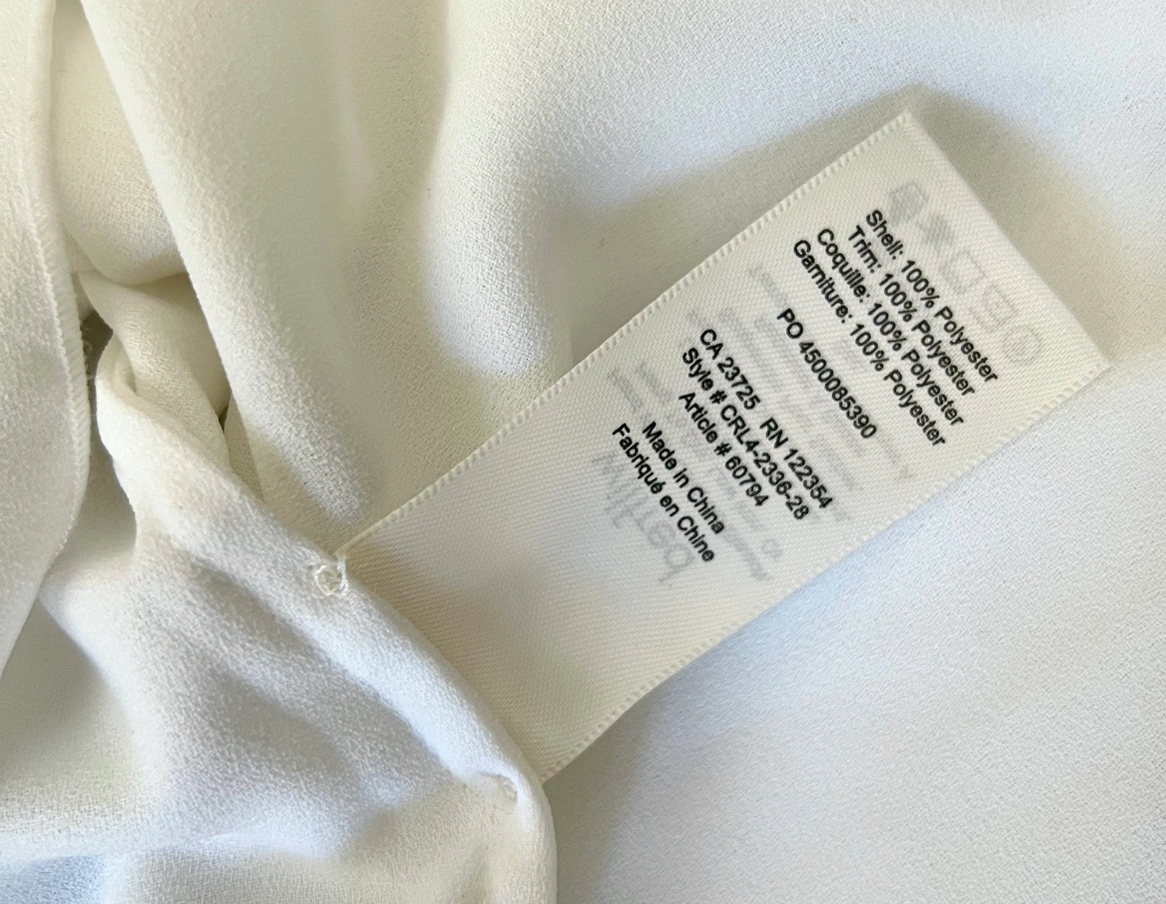 Shell: 100% Polyester
Trim: 100% Polyester
Coquille: 100% Polyester
Garniture: 100% Polyester
PO 4500085390
CA 23725 RN 122354
Style # CRL4-2336-28
Article # 60794
Made In China
Fabriqué en Chine
Wilfred